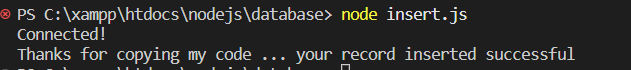 PS C:\xampp\htdocs\nodejs\database> node insert.js
Connected!
Thanks for copying my code ... your record inserted successful